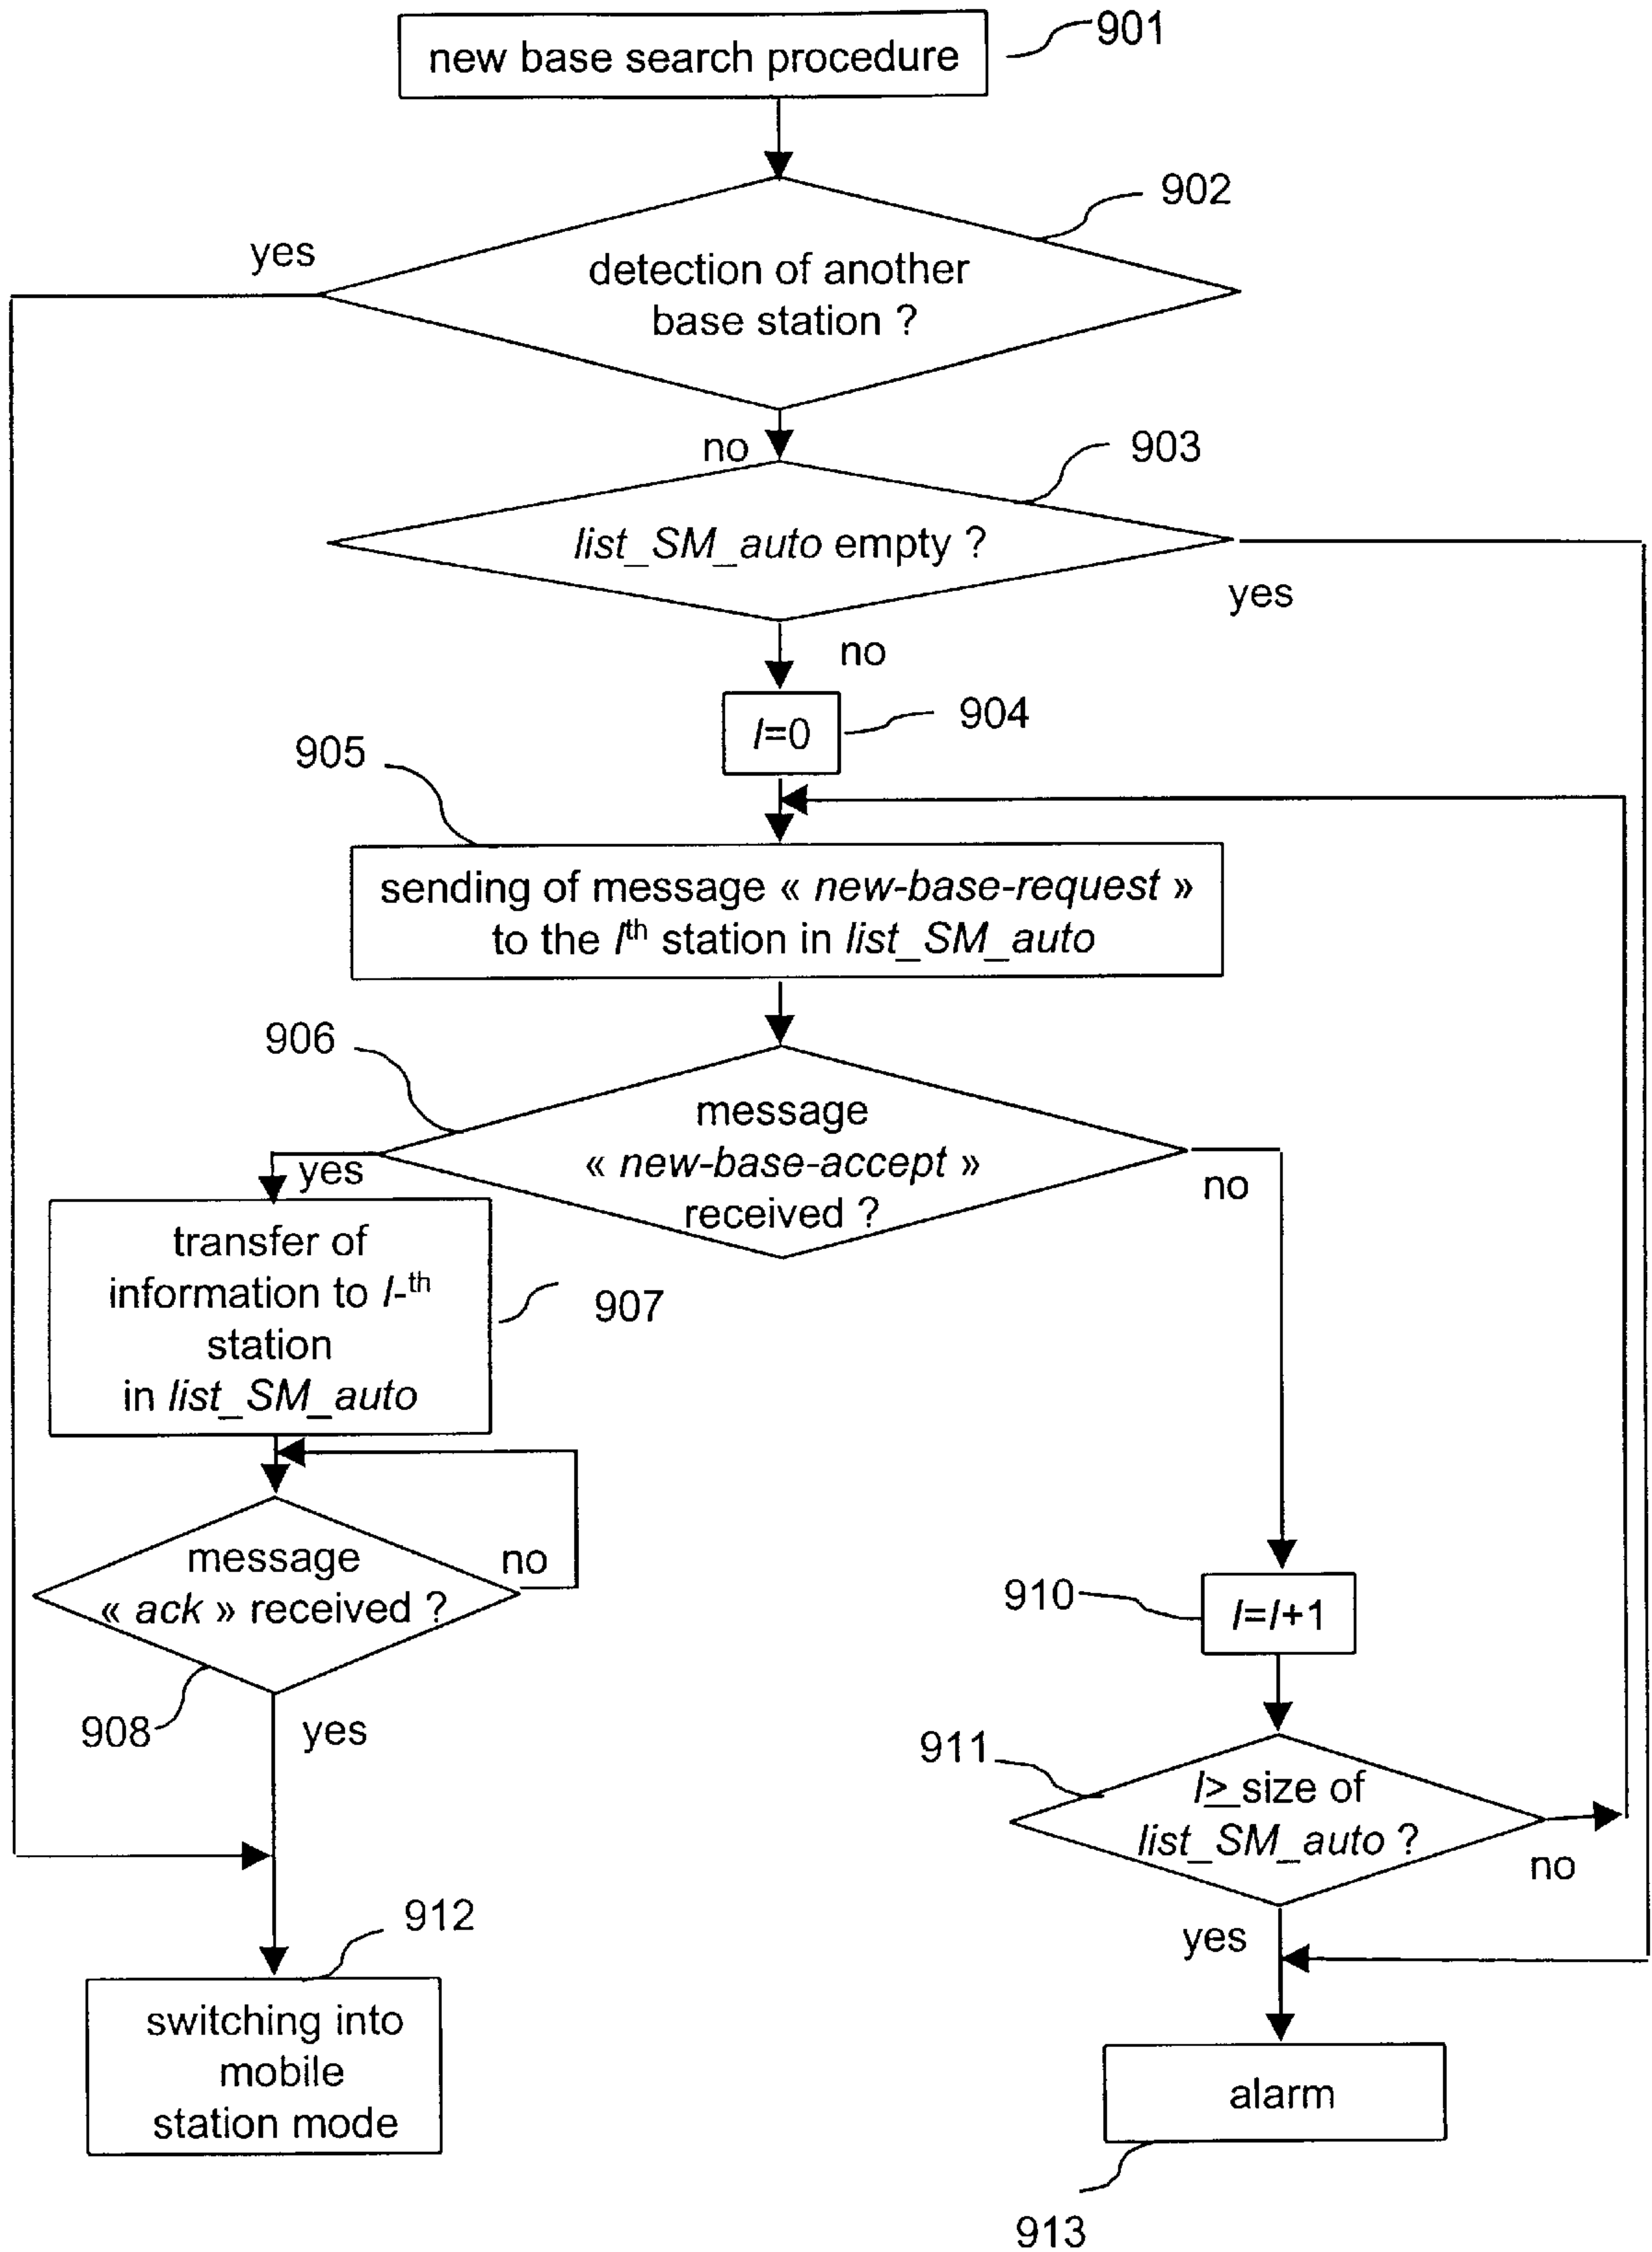 901
new base search procedure
902
yes
detection of another
base station ?
no
903
list_SM_auto empty ?
yes
no
904
I=0
905
sending of message « new-base-request »
to the Ith station in list_SM_auto
906
message
« new-base-accept »
received ?
yes
no
transfer of
information to I-th
station
in list_SM_auto
907
message
« ack » received ?
no
908
yes
910
I=I+1
911
I≥ size of
list_SM_auto ?
no
yes
912
switching into
mobile
station mode
alarm
913